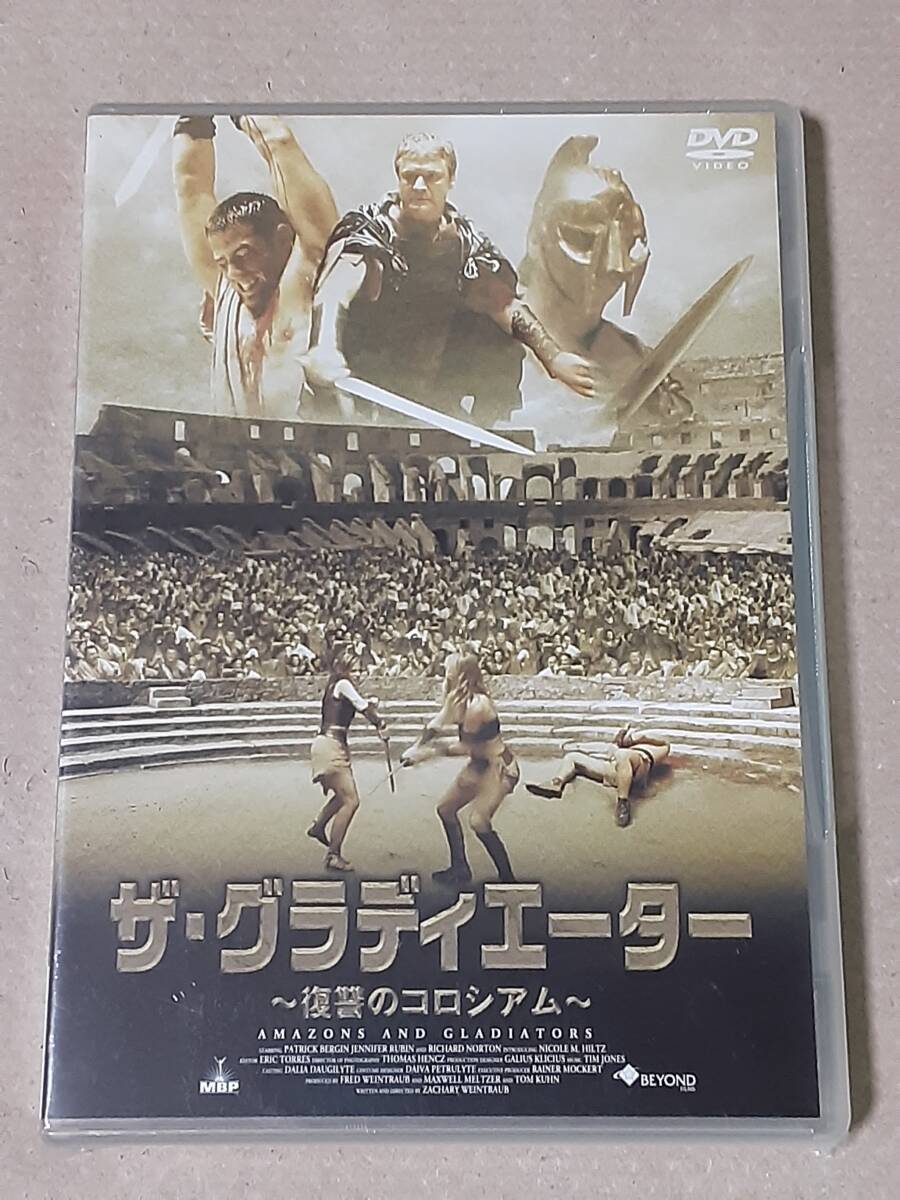 DVD
VIDEO
ザ・グラディエーター
～復讐のコロシアム～
AMAZONS AND GLADIATORS
STARRING PATRICK BERGIN JENNIFER RUBIN AND RICHARD NORTON INTRODUCING NICOLE M. HILTZ
EDITOR ERIC TORRES DIRECTOR OF PHOTOGRAPHY THOMAS HENCZ PRODUCTION DESIGNER GALIUS KLICIUS MUSIC TIM JONES
CASTING DALIA DAUGILYTE COSTUME DESIGNER DAIVA PETRULYTE EXECUTIVE PRODUCER RAINER MOCKERT
PRODUCED BY FRED WEINTRAUB AND MAXWELL MELTZER AND TOM KUHN
WRITTEN AND DIRECTED BY ZACHARY WEINTRAUB
MBP
BEYOND
FILMS